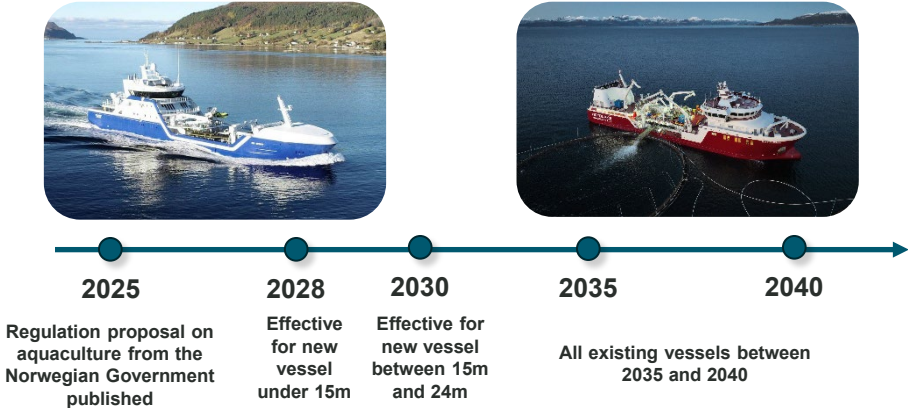 2025
Regulation proposal on
aquaculture from the
Norwegian Government
published
2028
Effective
for new
vessel
under 15m
2030
Effective for
new vessel
between 15m
and 24m
2035
2040
All existing vessels between
2035 and 2040